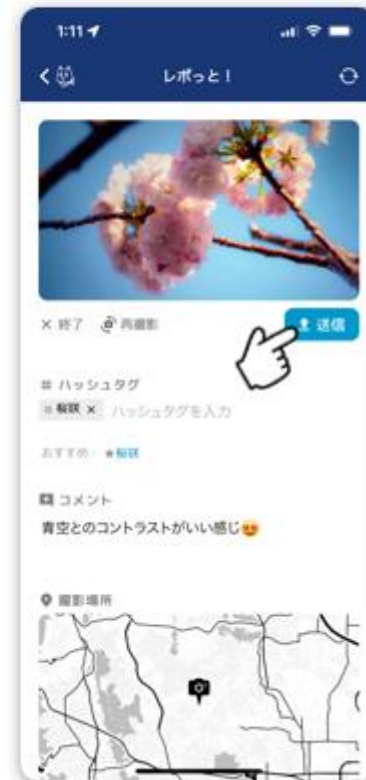 1:11
レポっと!
× 終了 再撮影
送信
# ハッシュタグ
# 桜咲 × ハッシュタグを入力
おすすめ: #桜咲
コメント
青空とのコントラストがいい感じ😍
撮影場所